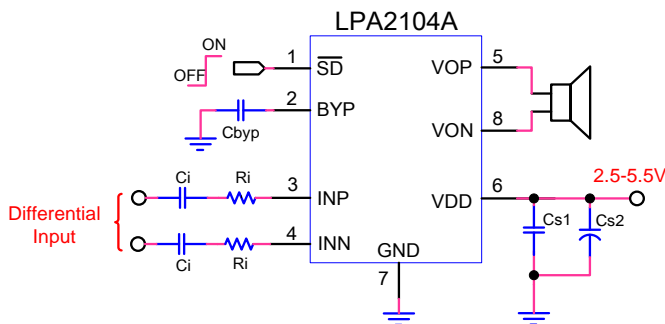 LPA2104A
ON
OFF
1
SD
2
BYP
Cbyp
Differential
Input
Ci
Ri
3
INP
Ci
Ri
4
INN
GND
7
VOP
5
VON
8
VDD
6
2.5-5.5V
Cs1
Cs2